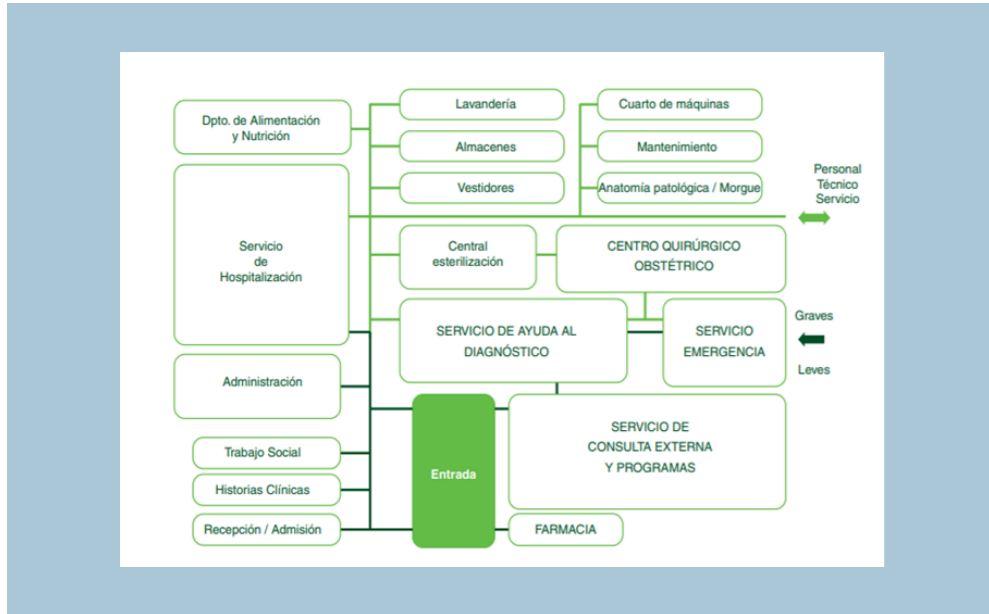 Dpto. de Alimentación
y Nutrición
Lavandería
Cuarto de máquinas
Almacenes
Mantenimiento
Vestidores
Anatomía patológica / Morgue
Personal
Técnico
Servicio
Servicio
de
Hospitalización
Central
esterilización
CENTRO QUIRÚRGICO
OBSTÉTRICO
SERVICIO DE AYUDA AL
DIAGNÓSTICO
SERVICIO
EMERGENCIA
Graves
Leves
Administración
Trabajo Social
Historias Clínicas
Recepción / Admisión
Entrada
SERVICIO DE
CONSULTA EXTERNA
Y PROGRAMAS
FARMACIA